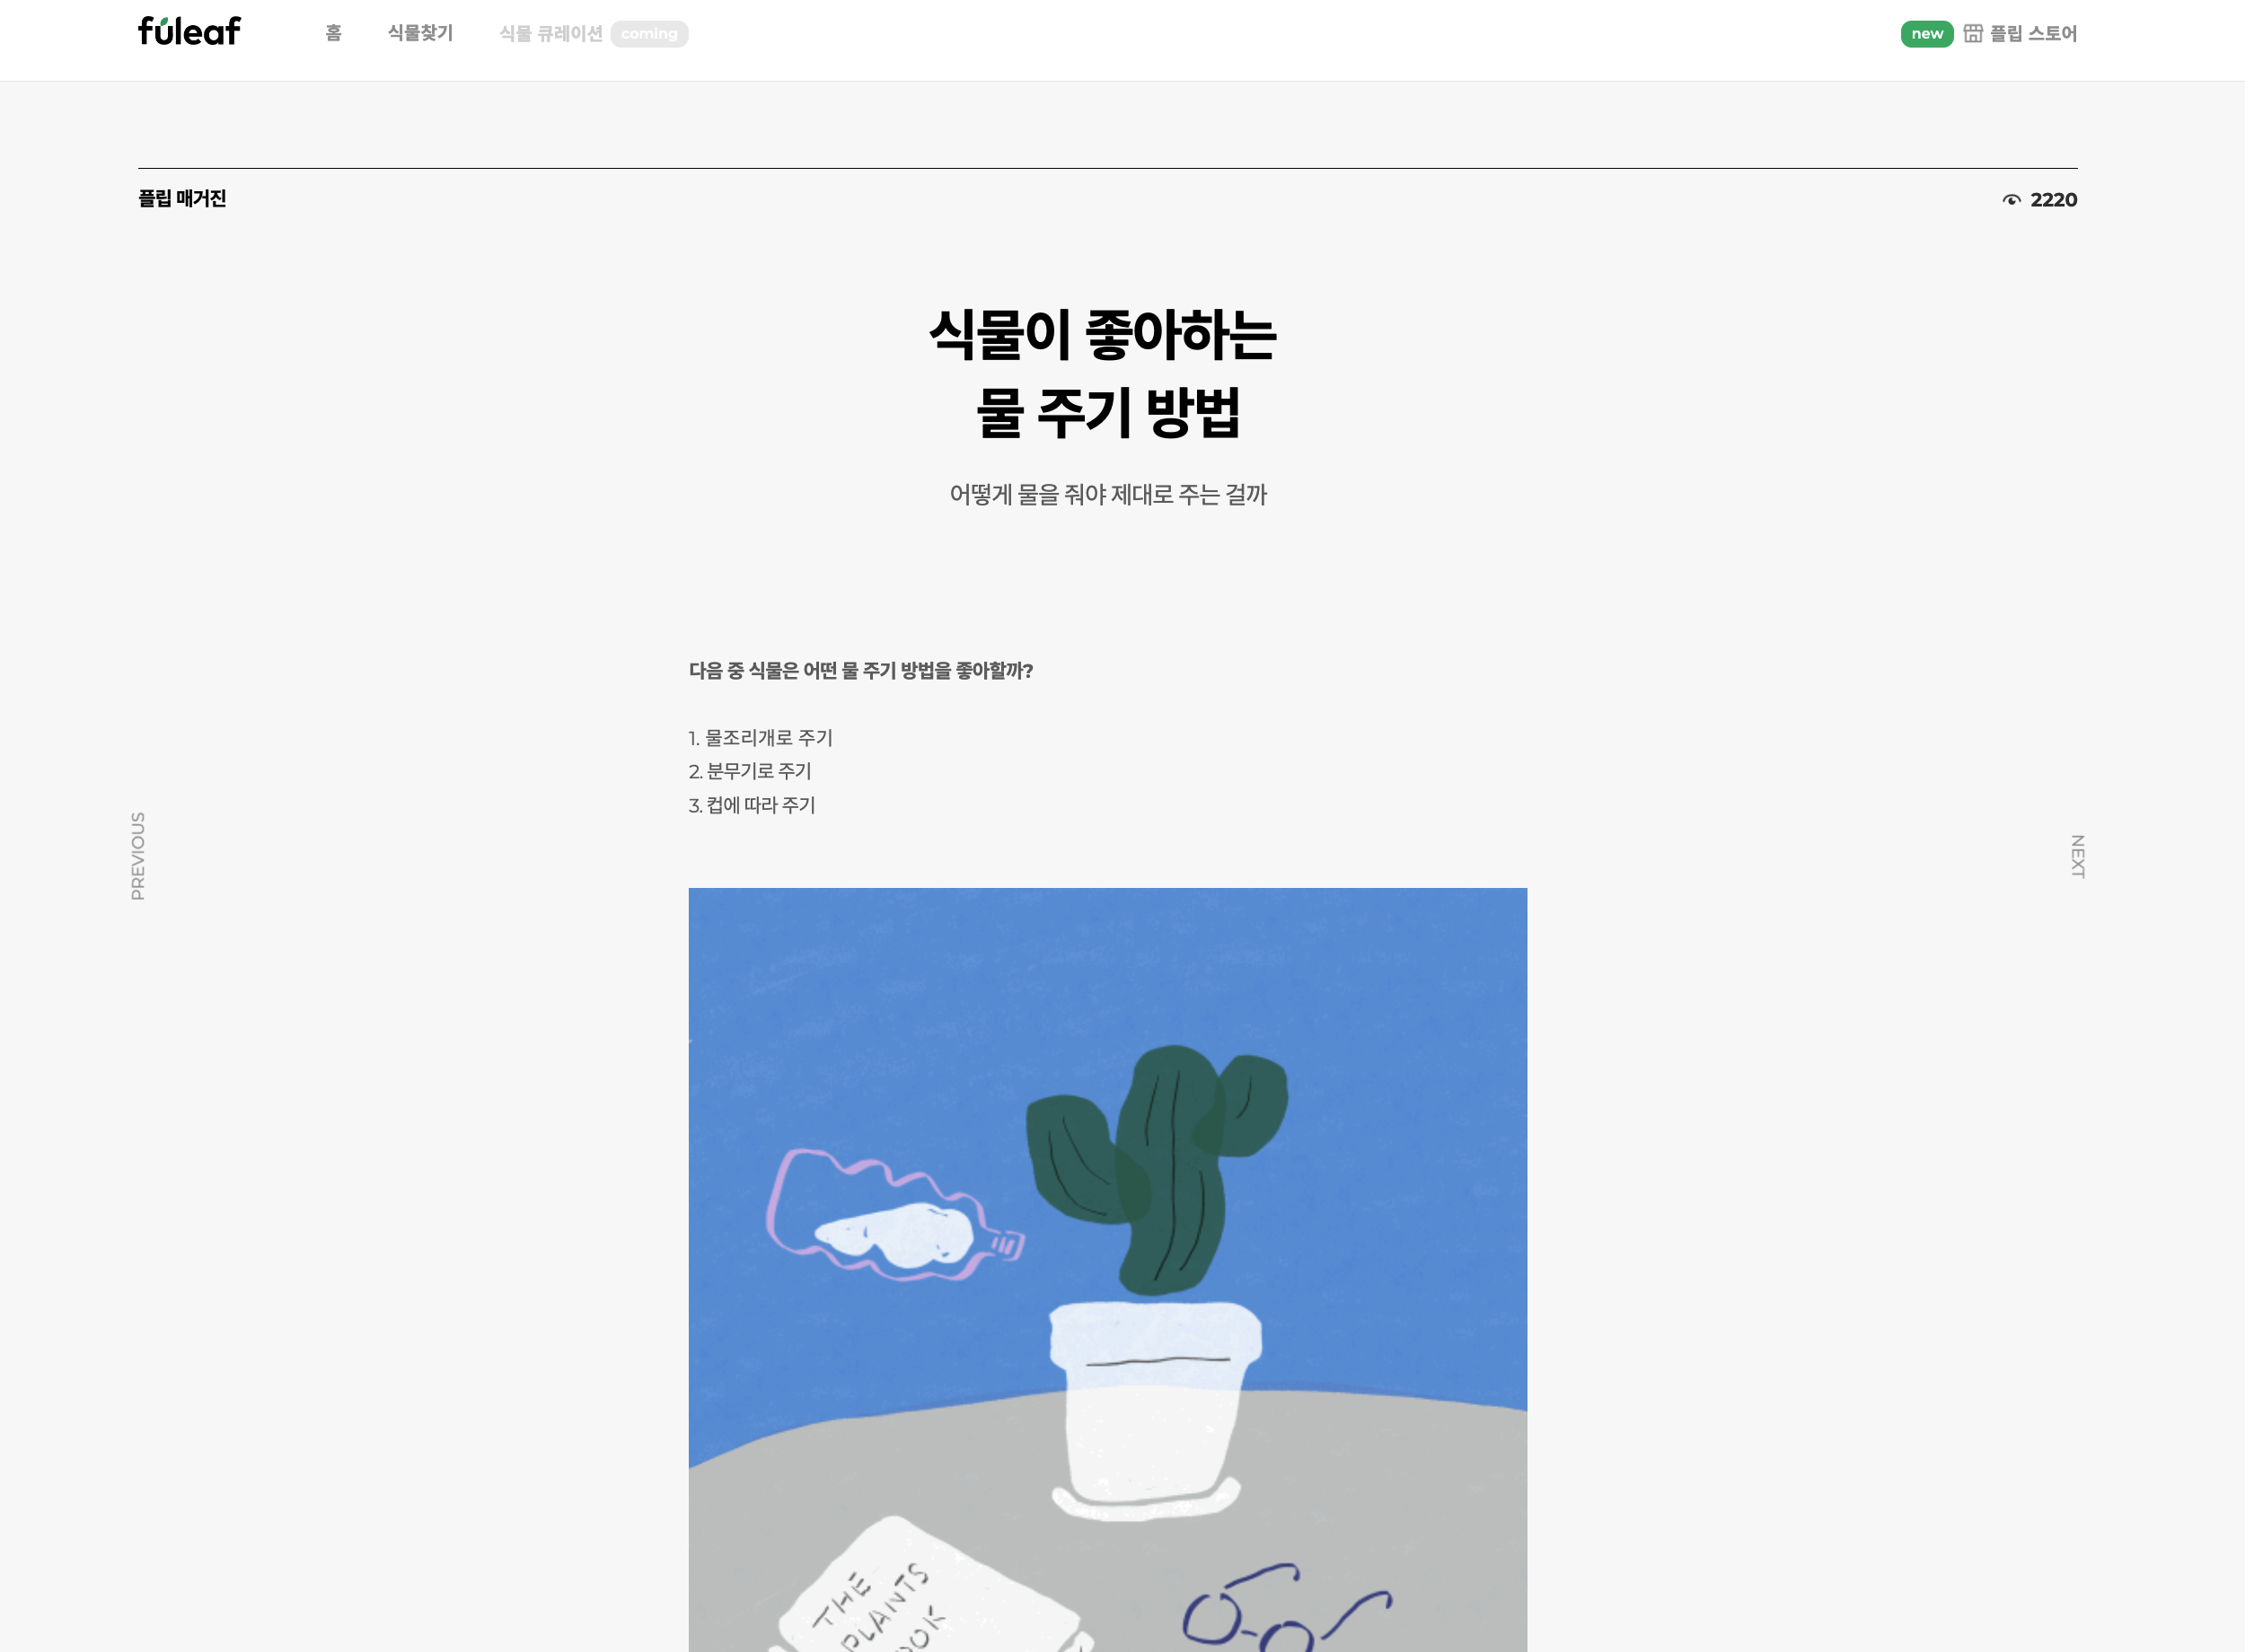 fuleaf
홈
식물찾기
식물 큐레이션 coming
new 플립 스토어
플립 매거진
2220
식물이 좋아하는
물 주기 방법
어떻게 물을 줘야 제대로 주는 걸까
다음 중 식물은 어떤 물 주기 방법을 좋아할까?
1. 물조리개로 주기
2. 분무기로 주기
3. 컵에 따라 주기
PREVIOUS
NEXT
THE
PLANTS